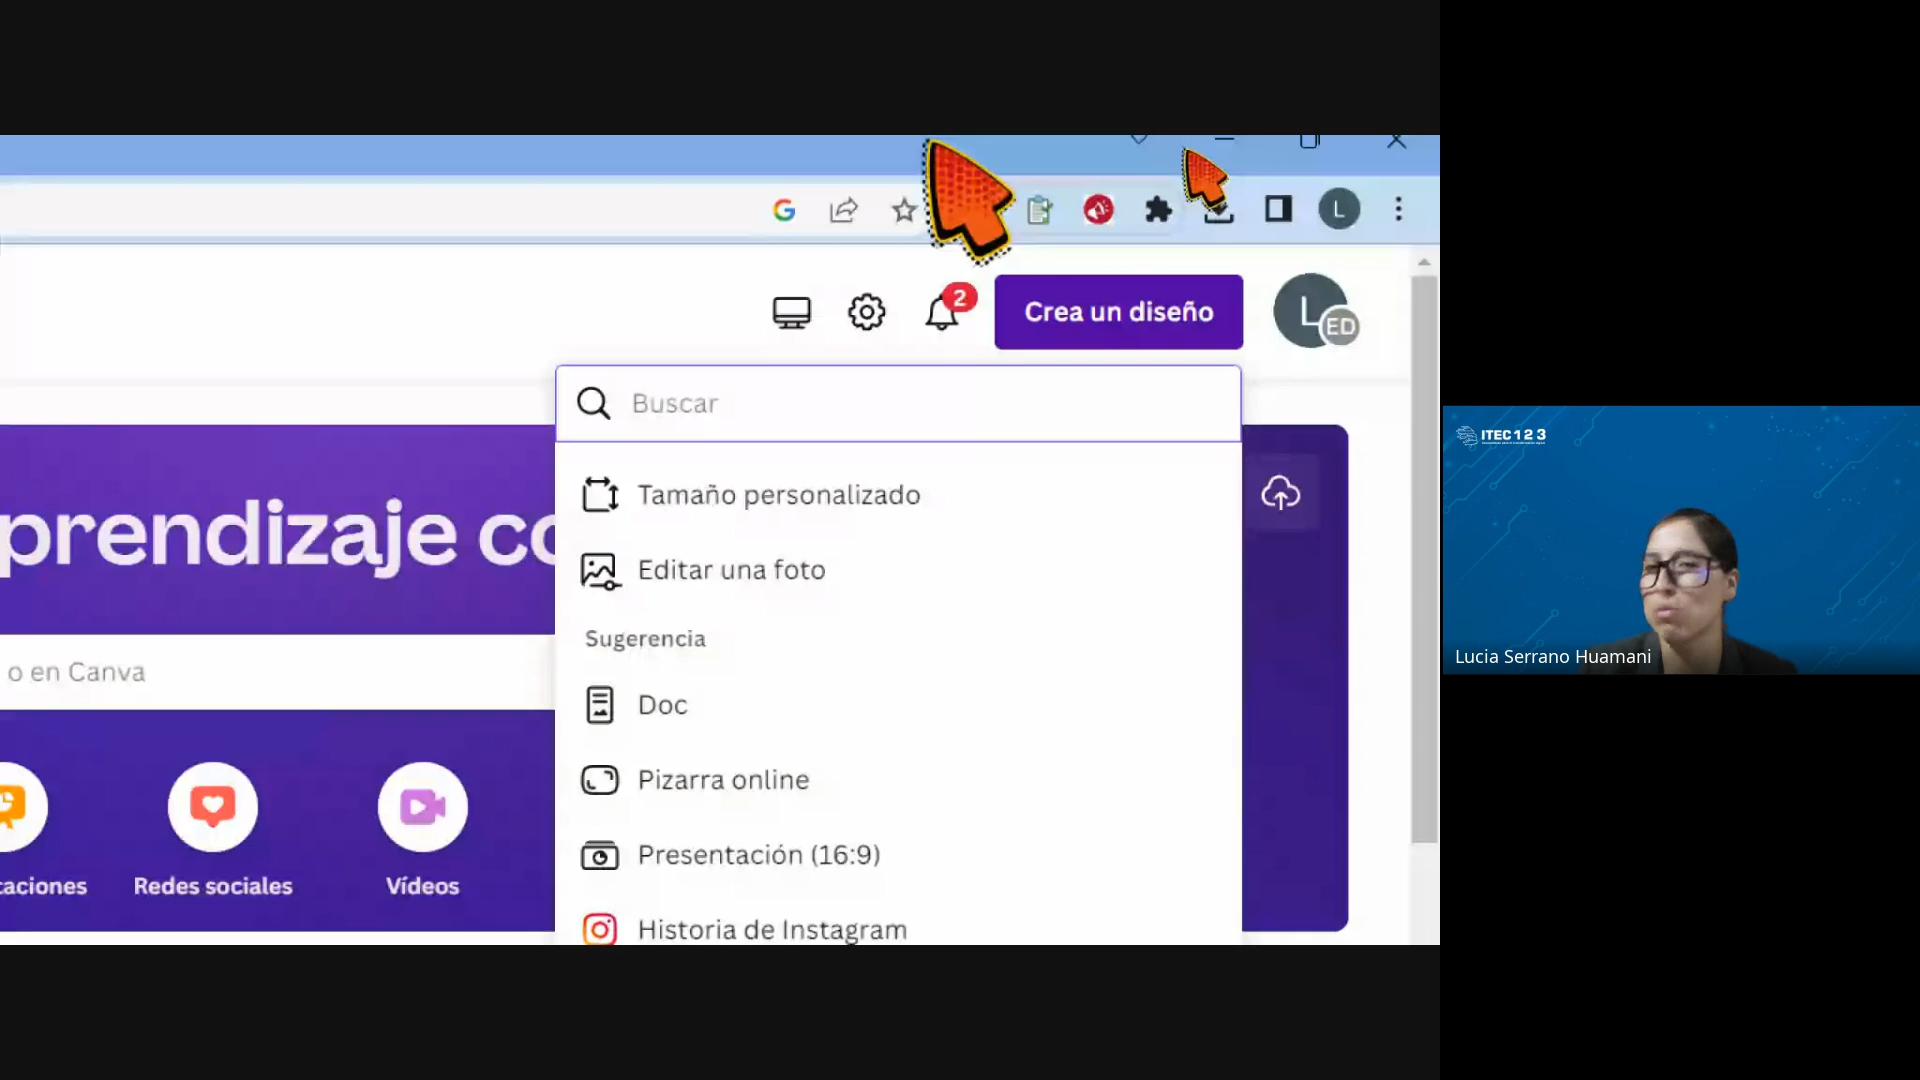 L
2
Crea un diseño
L
ED
Buscar
Tamaño personalizado
prendizaje co
Editar una foto
Sugerencia
o en Canva
Doc
Pizarra online
Presentación (16:9)
caciones
Redes sociales
Vídeos
Historia de Instagram
ITEC 1 2 3
Lucia Serrano Huamani